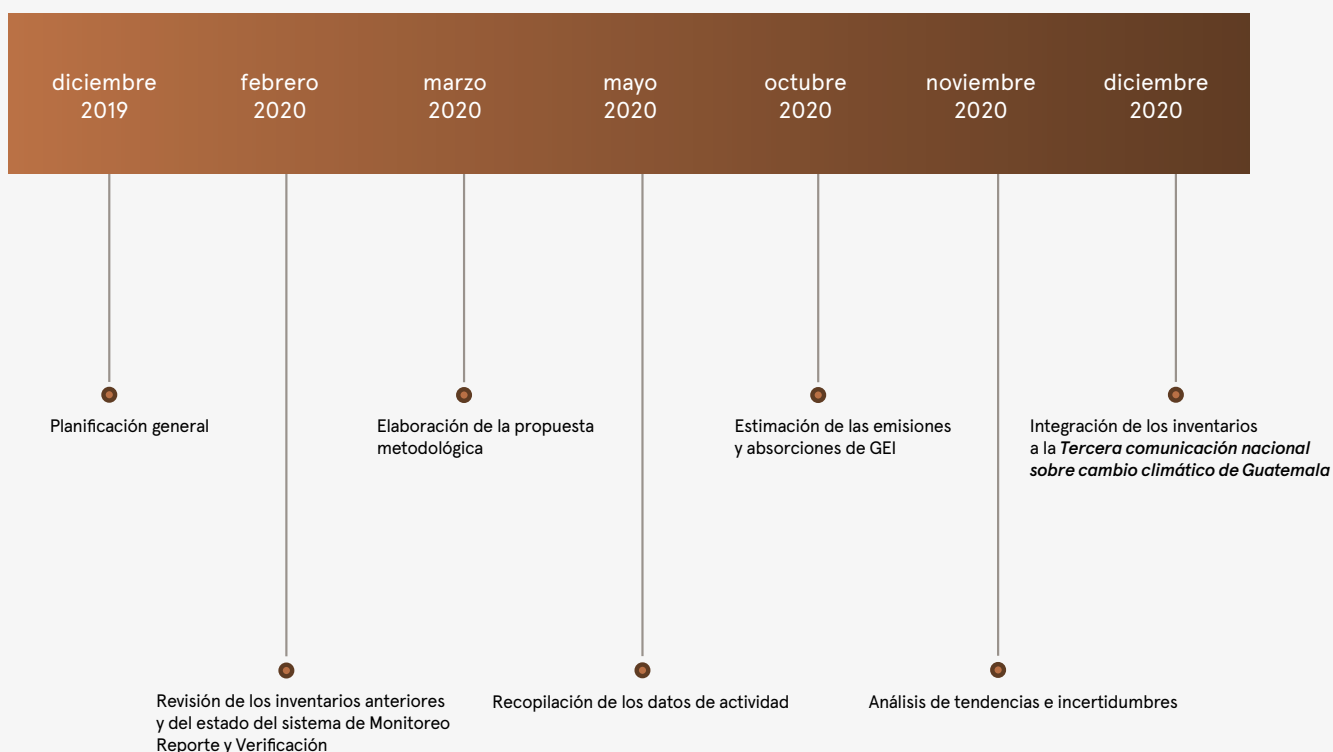 diciembre
2019
febrero
2020
marzo
2020
mayo
2020
octubre
2020
noviembre
2020
diciembre
2020
Planificación general
Elaboración de la propuesta
metodológica
Estimación de las emisiones
y absorciones de GEI
Integración de los inventarios
a la Tercera comunicación nacional
sobre cambio climático de Guatemala
Revisión de los inventarios anteriores
y del estado del sistema de Monitoreo
Reporte y Verificación
Recopilación de los datos de actividad
Análisis de tendencias e incertidumbres